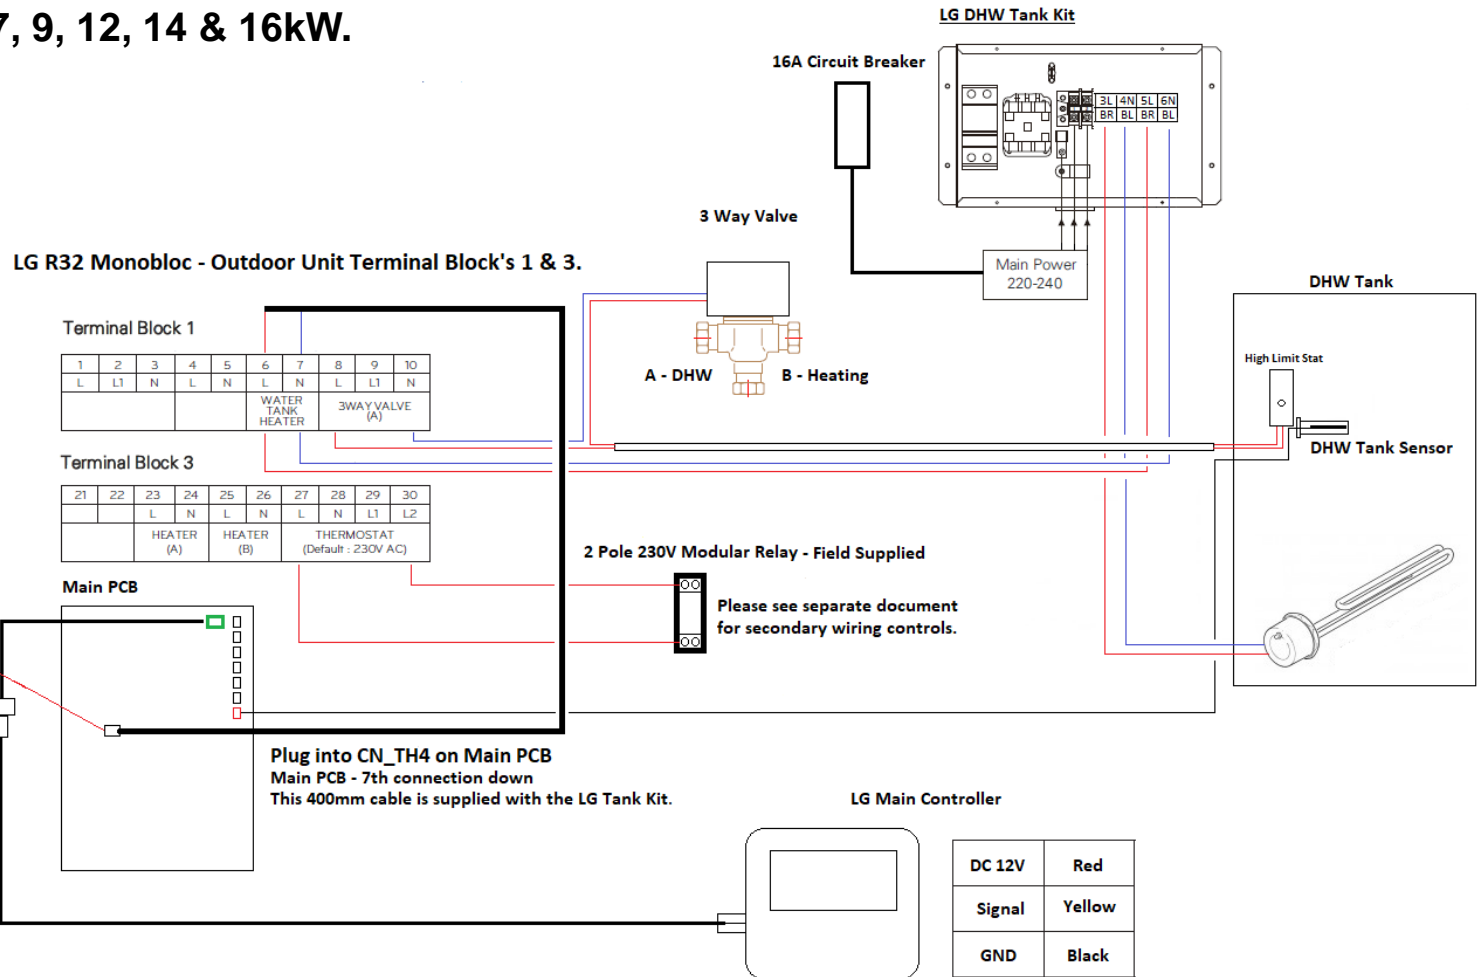 7, 9, 12, 14 & 16kW.
LG DHW Tank Kit
16A Circuit Breaker
3L 4N 5L 6N
BR BL BR BL
3 Way Valve
Main Power
220-240
LG R32 Monobloc - Outdoor Unit Terminal Block's 1 & 3.
DHW Tank
Terminal Block 1
1 2 3 4 5 6 7 8 9 10
L L1 N L N L N L L1 N
WATER
TANK
HEATER
3WAY VALVE
(A)
A - DHW
B - Heating
High Limit Stat
DHW Tank Sensor
Terminal Block 3
21 22 23 24 25 26 27 28 29 30
L N L N L N L1 L2
HEATER
(A)
HEATER
(B)
THERMOSTAT
(Default : 230V AC)
2 Pole 230V Modular Relay - Field Supplied
Please see separate document
for secondary wiring controls.
Main PCB
Plug into CN_TH4 on Main PCB
Main PCB - 7th connection down
This 400mm cable is supplied with the LG Tank Kit.
LG Main Controller
DC 12V Red
Signal Yellow
GND Black